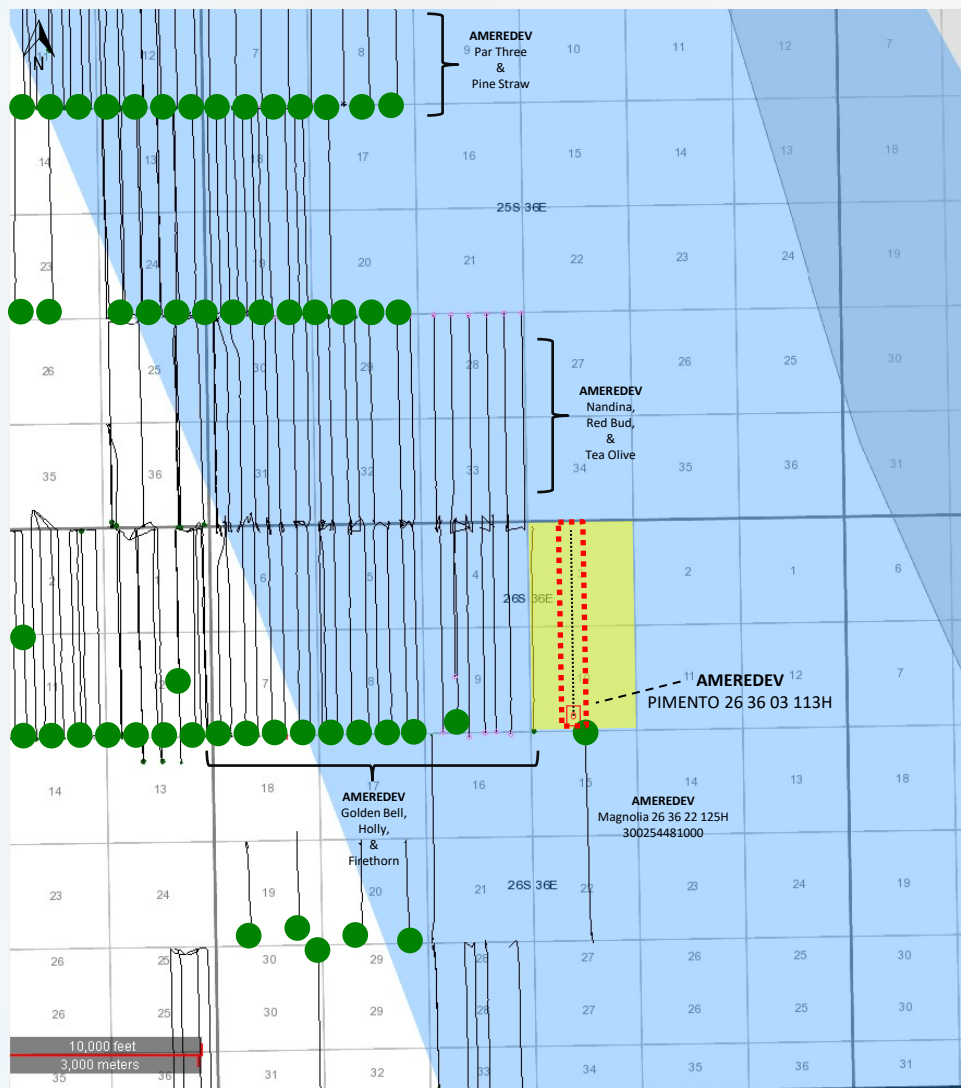 N
11 12 7 8 9 10 11 12 7
AMEREDEV
Par Three
&
Pine Straw
14 13 18 17 16 15 14 13 18
25S 36E
23 24 19 20 21 22 23 24 19
26 25 30 29 28 27 26 25 30
AMEREDEV
Nandina,
Red Bud,
&
Tea Olive
35 36 31 32 33 34 35 36 31
2 1 6 5 4 2 1 6
26S 36E
11 12 7 8 9 10 11 12 7
AMEREDEV
PIMENTO 26 36 03 113H
14 13 18 17 16 15 14 13 18
AMEREDEV
Golden Bell,
Holly,
&
Firethorn
AMEREDEV
Magnolia 26 36 22 125H
300254481000
23 24 19 20 21 22 23 24 19
26S 36E
26 25 30 29 28 27 26 25 30
26 25 30 29 28 27 26 25 30
10,000 feet
3,000 meters
35 36 31 32 33 34 35 36 31